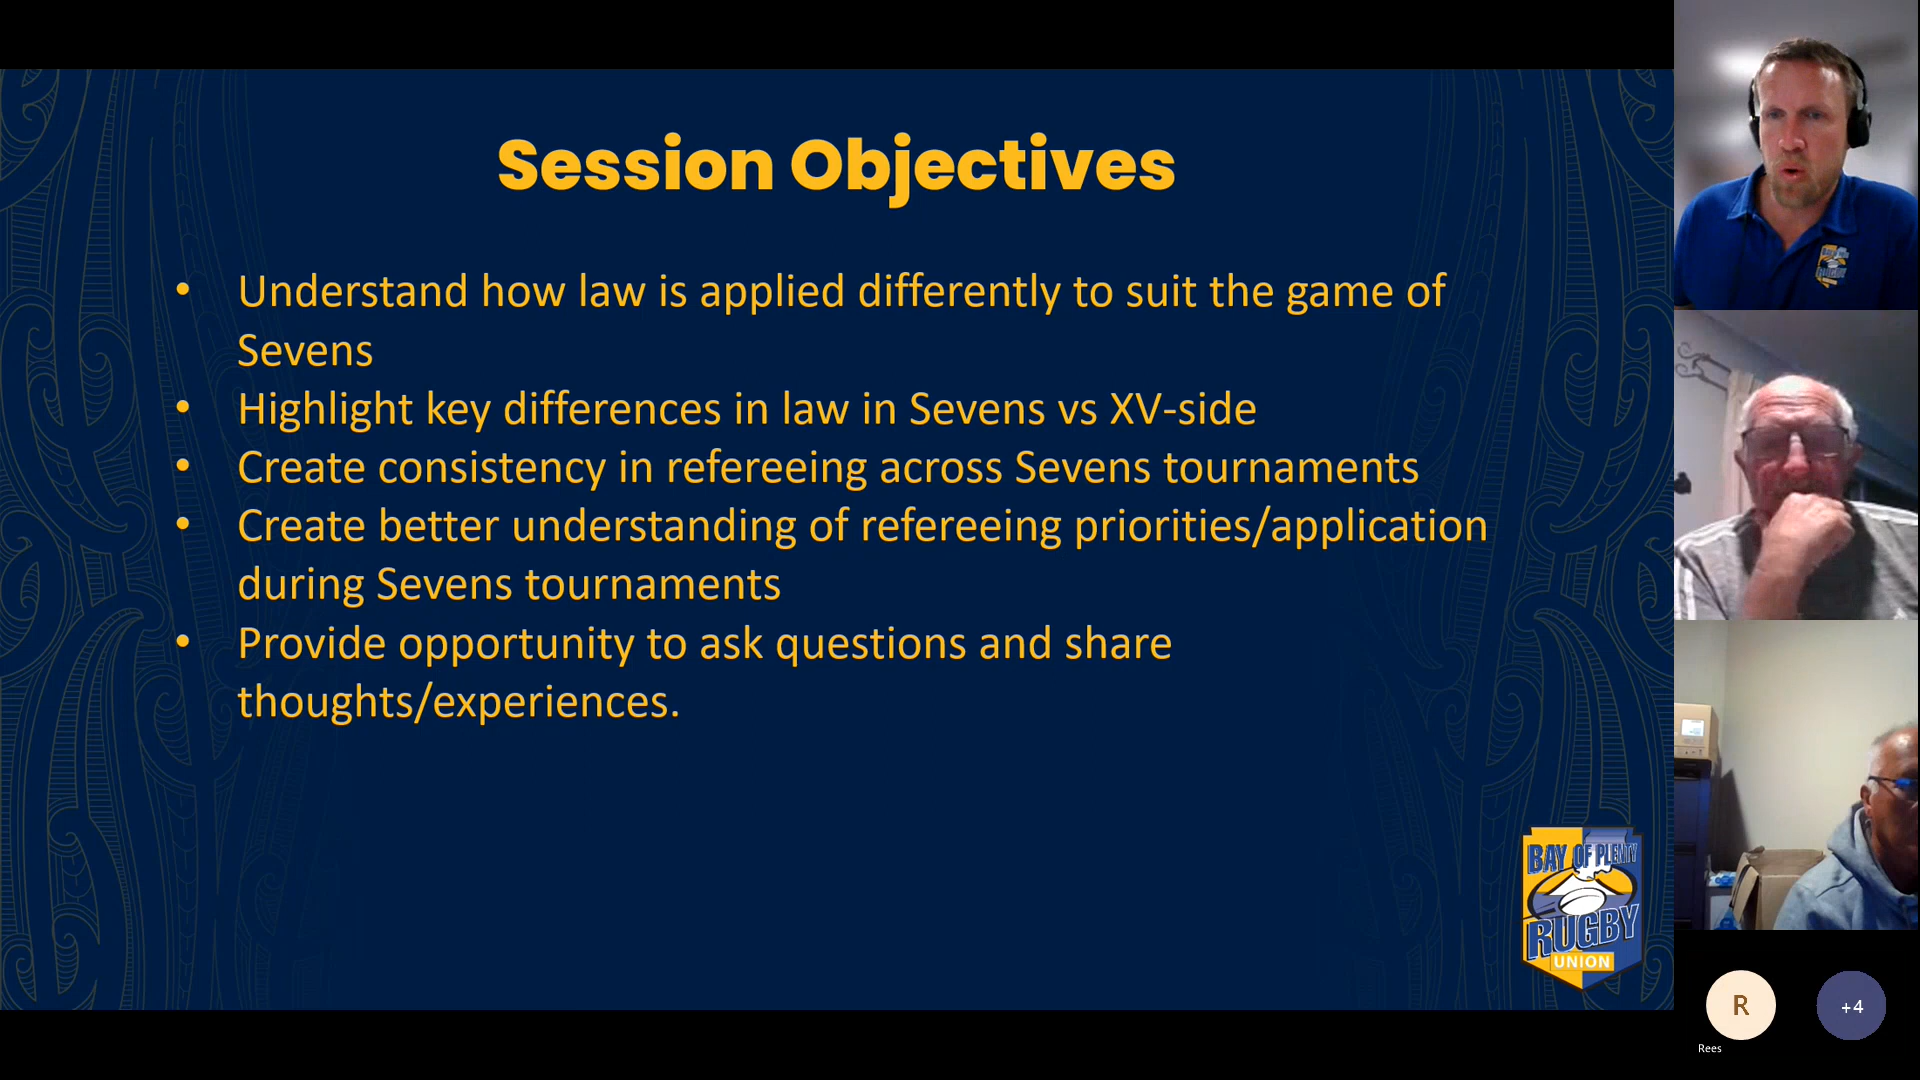 Session Objectives
• Understand how law is applied differently to suit the game of
Sevens
• Highlight key differences in law in Sevens vs XV-side
• Create consistency in refereeing across Sevens tournaments
• Create better understanding of refereeing priorities/application
during Sevens tournaments
• Provide opportunity to ask questions and share
thoughts/experiences.
BAY OF PLENTY
RUGBY
UNION
R
+4
Rees